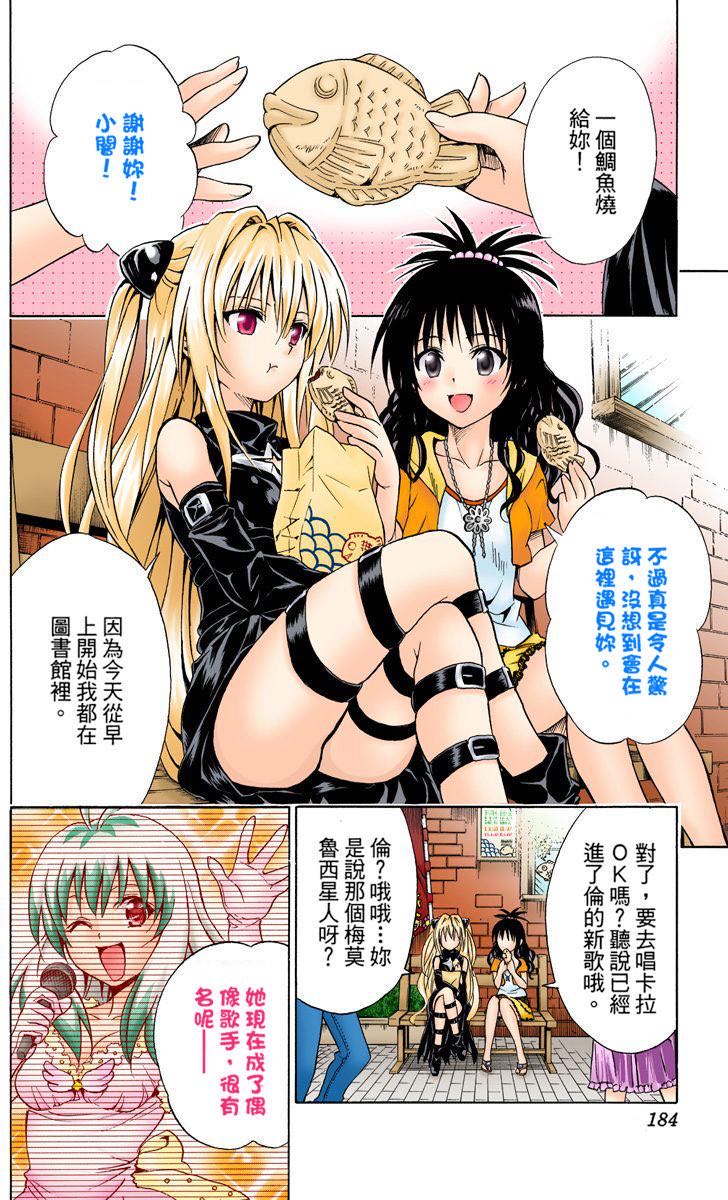 一個鯛魚燒
給妳！
謝謝妳！
小闇！
不過真是令人驚
訝，沒想到會在
這裡遇見妳。
因為今天從早
上開始我都在
圖書館裡。
對了，要去唱卡拉
OK嗎？聽說已經
進了倫的新歌哦。
倫？哦哦…妳
是說那個梅莫
魯西星人呀？
她現在成了偶
像歌手，很有
名呢——
184